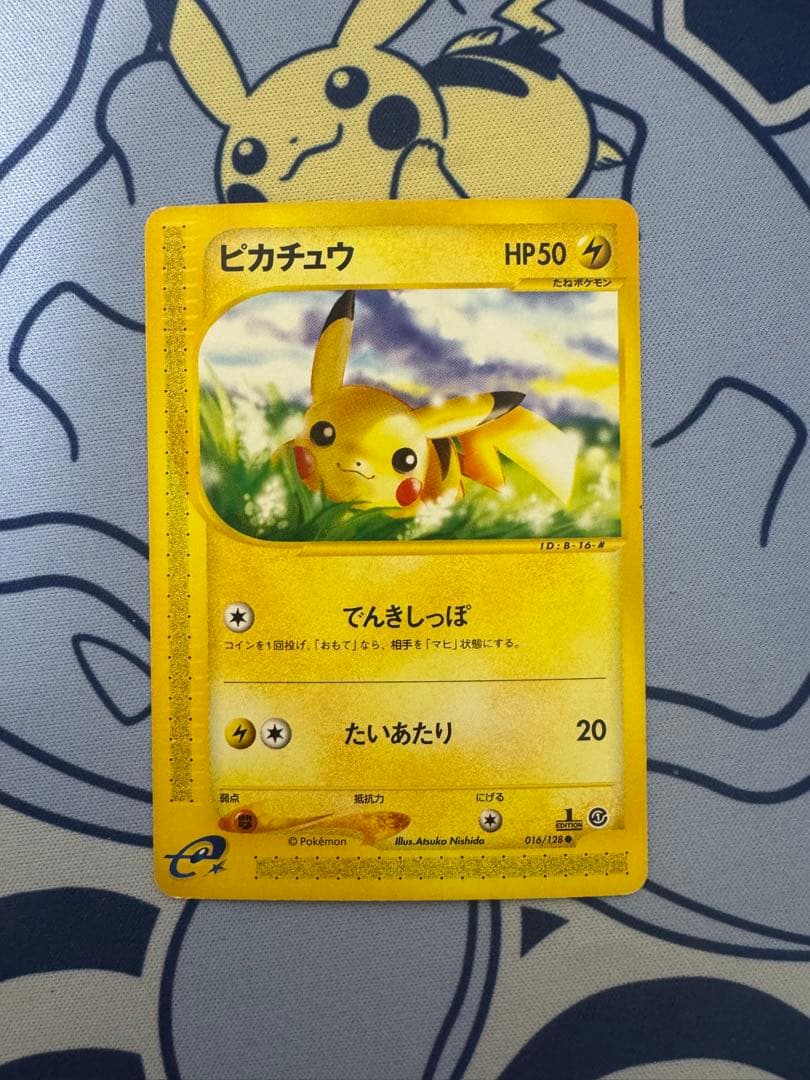 ピカチュウ HP50
たねポケモン
ID:B-16-#
でんきしっぽ
コインを1回投げ、「おもて」なら、相手を「マヒ」状態にする。
たいあたり 20
弱点 抵抗力 にげる
1
EDITION
©Pokémon Illus.Atsuko Nishida 016/128●
e